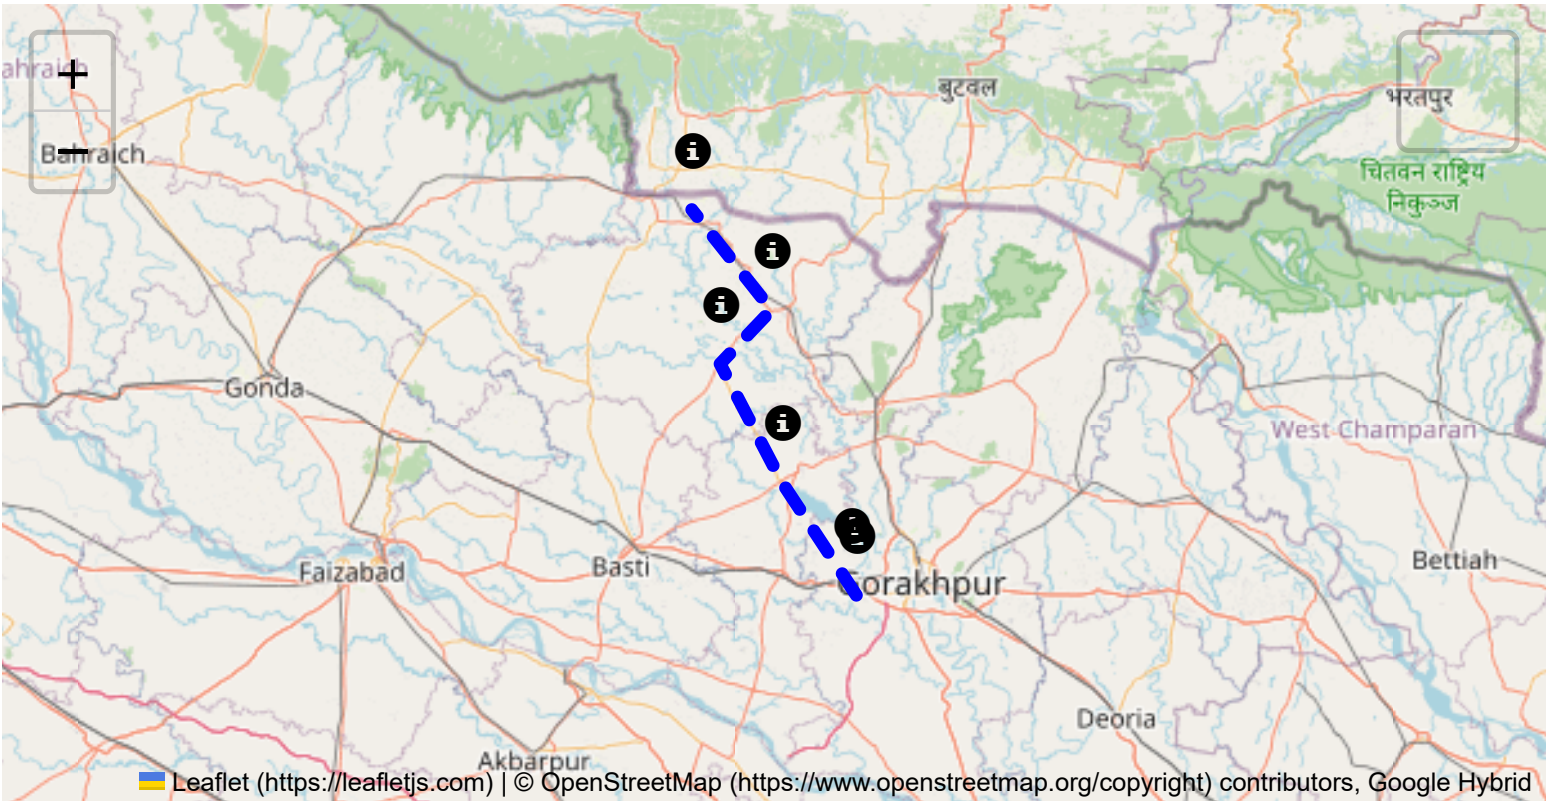 ahraich
+
−
Bahraich
बुटवल
भरतपुर
चितवन राष्ट्रिय
निकुञ्ज
i
i
i
Gonda
i
West Champaran
Basti
Faizabad
Gorakhpur
Bettiah
Deoria
Akbarpur
Leaflet (https://leafletjs.com) | © OpenStreetMap (https://www.openstreetmap.org/copyright) contributors, Google Hybrid